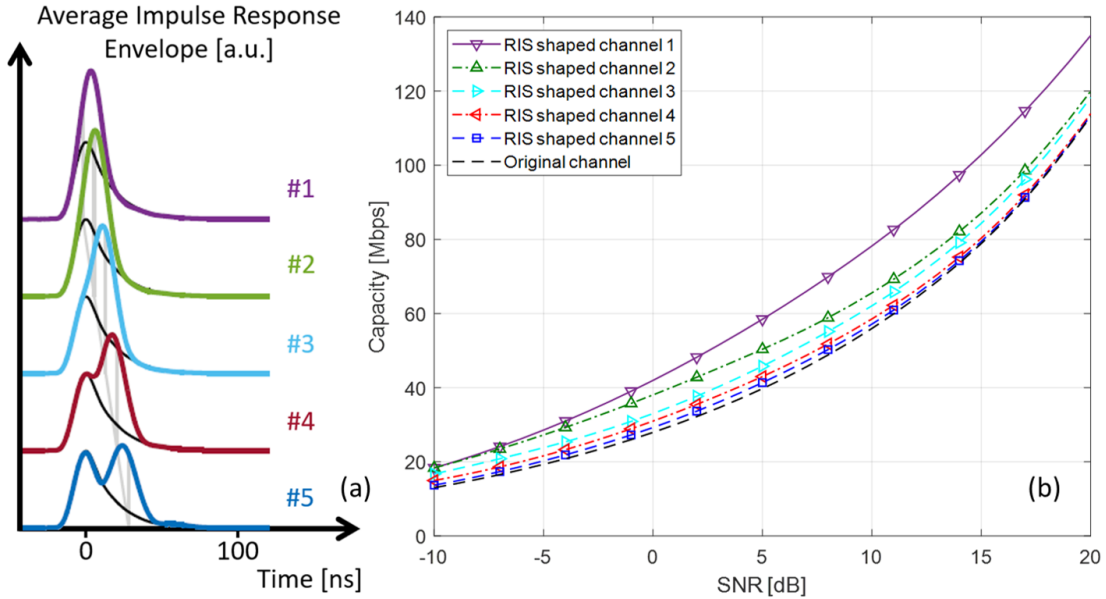 Average Impulse Response
Envelope [a.u.]
#1
#2
#3
#4
#5
(a)
0
100
Time [ns]
140
120
100
80
60
40
20
0
Capacity [Mbps]
RIS shaped channel 1
RIS shaped channel 2
RIS shaped channel 3
RIS shaped channel 4
RIS shaped channel 5
Original channel
(b)
-10
-5
0
5
10
15
20
SNR [dB]